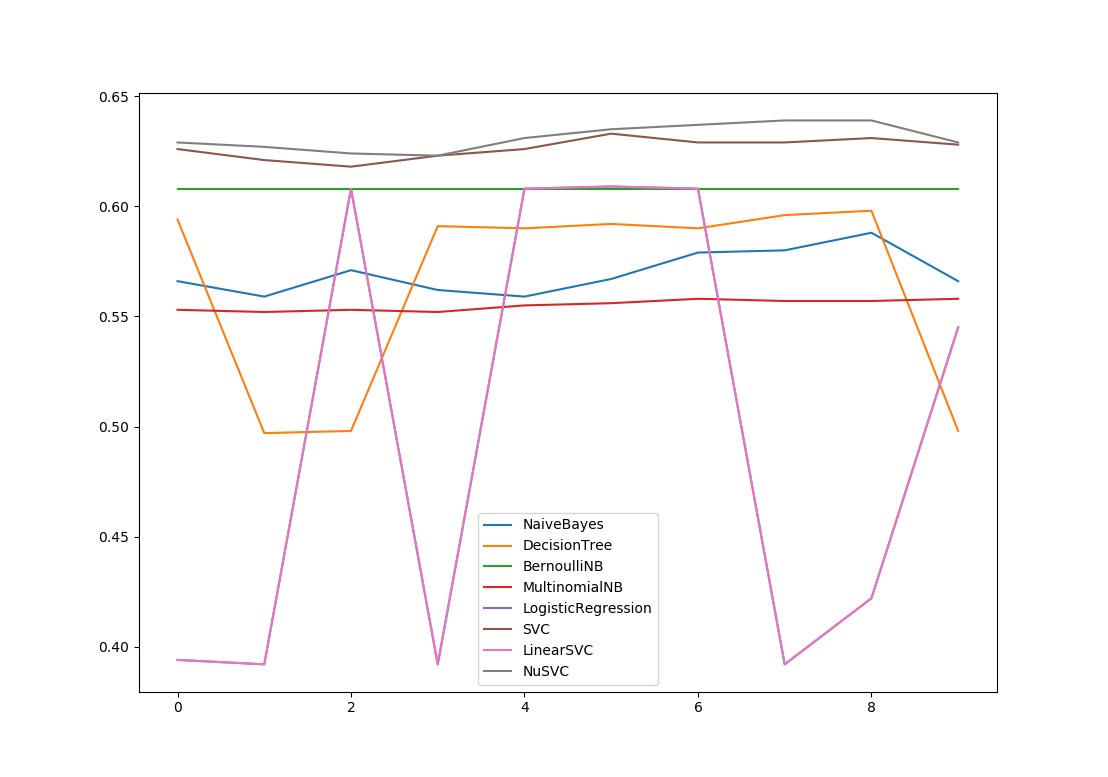 0.65
0.60
0.55
0.50
0.45
0.40
NaiveBayes
DecisionTree
BernoulliNB
MultinomialNB
LogisticRegression
SVC
LinearSVC
NuSVC
0 2 4 6 8